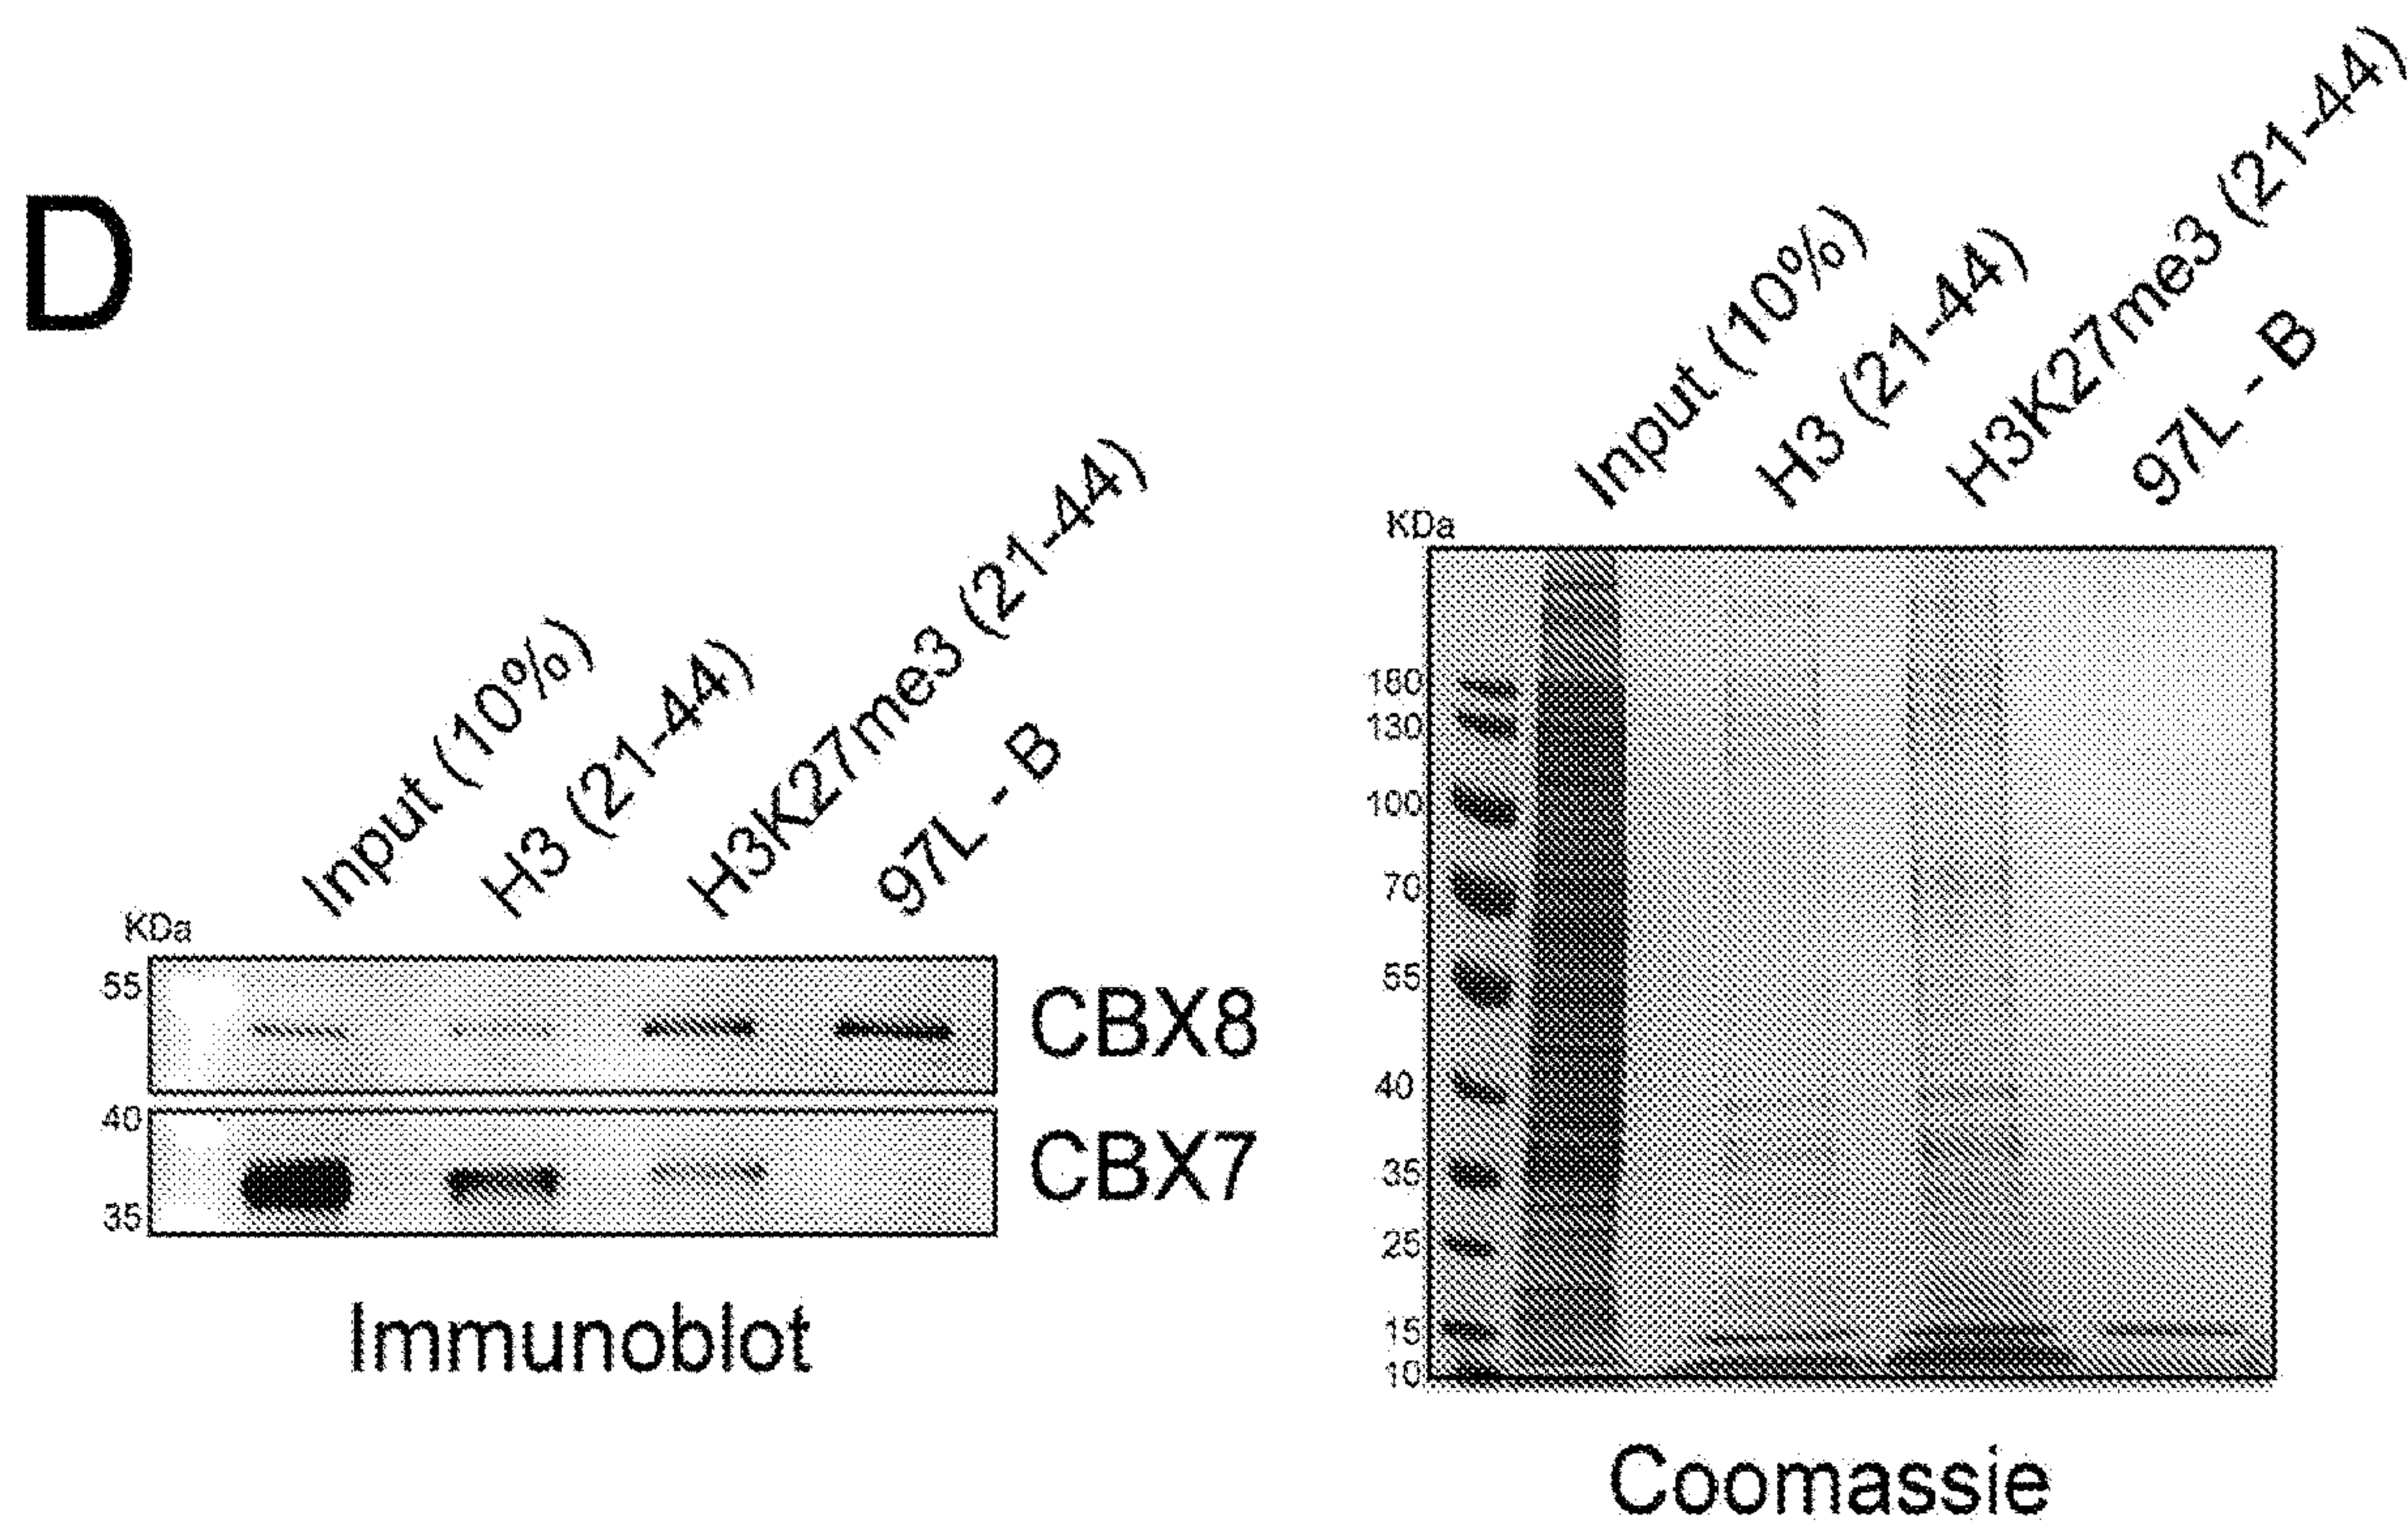 D
Input (10%)
H3 (21-44)
H3K27me3 (21-44)
97L - B
KDa
55
CBX8
40
CBX7
35
Immunoblot
Input (10%)
H3 (21-44)
H3K27me3 (21-44)
97L - B
KDa
180
130
100
70
55
40
35
25
15
10
Coomassie